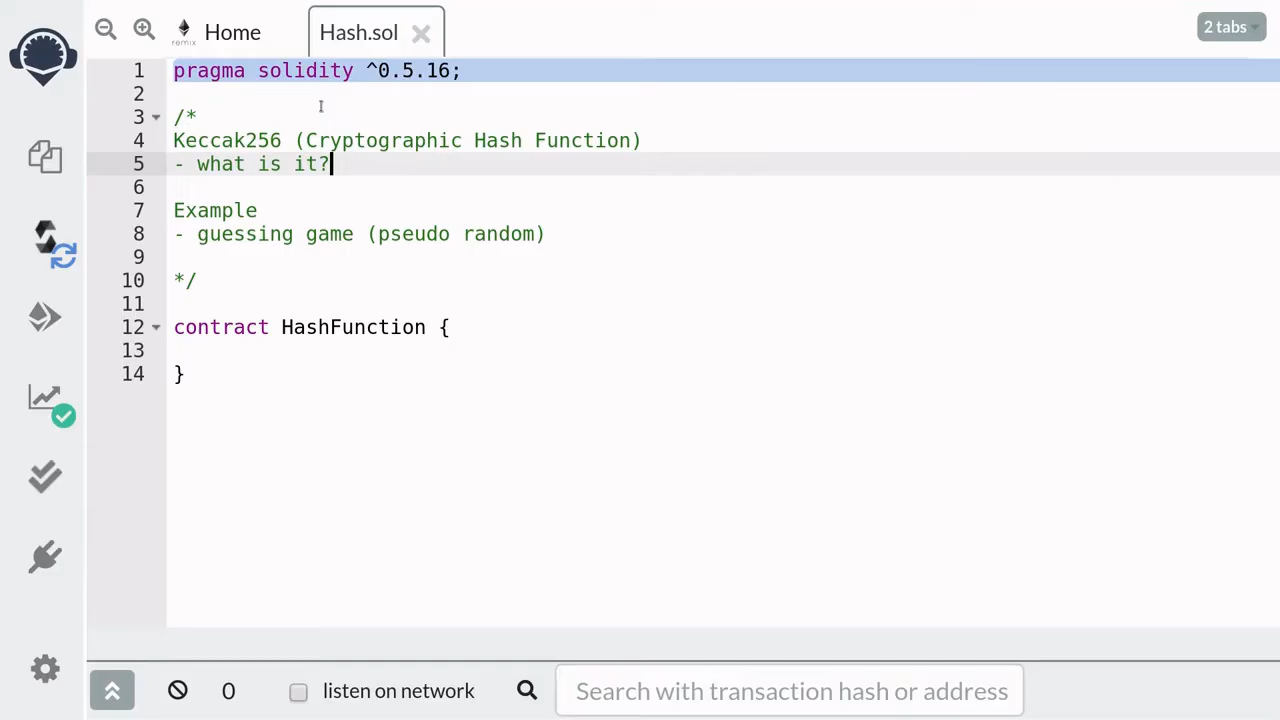 remix
Home
Hash.sol
2 tabs
1 pragma solidity ^0.5.16;
2
3 /*
4 Keccak256 (Cryptographic Hash Function)
5 - what is it?
6
7 Example
8 - guessing game (pseudo random)
9
10 */
11
12 contract HashFunction {
13
14 }
0
listen on network
Search with transaction hash or address